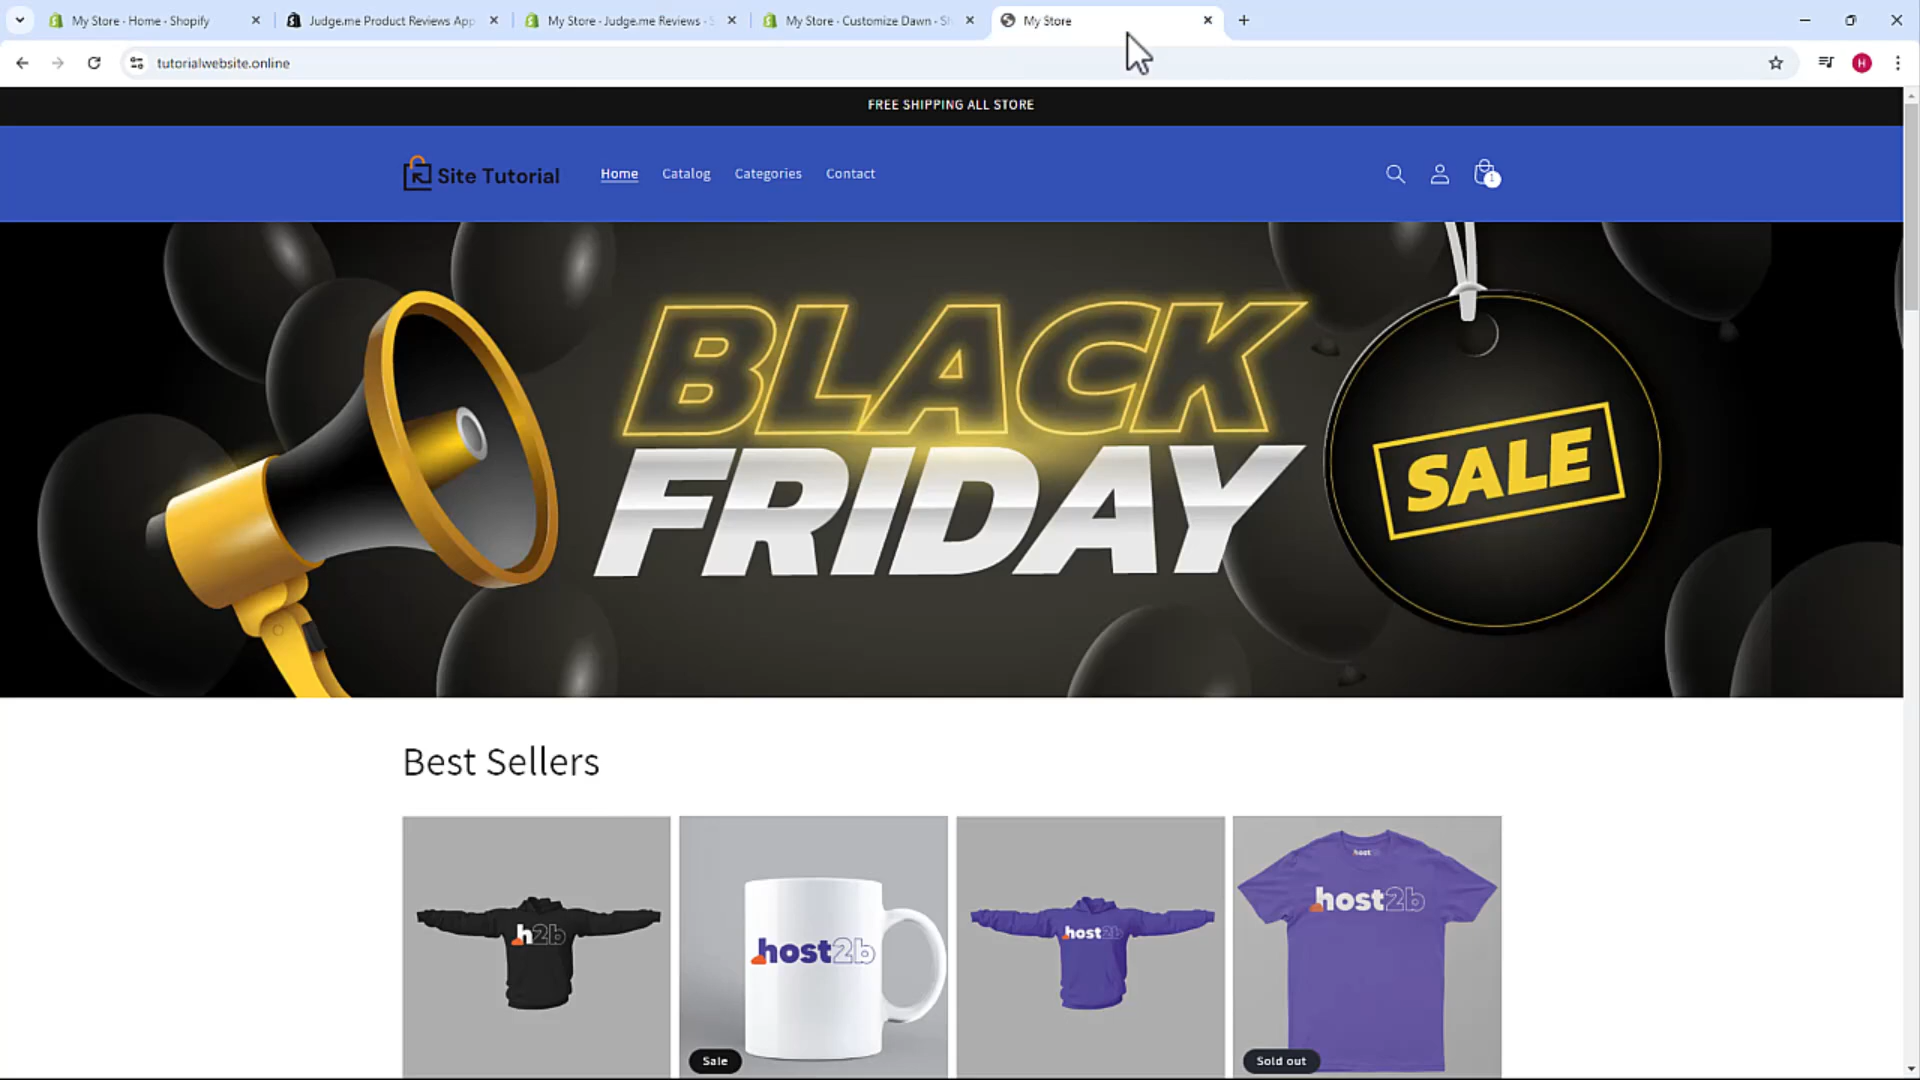 My Store - Home - Shopify
Judge.me Product Reviews App
My Store - Judge.me Reviews -
My Store - Customize Dawn - Sh
My Store
tutorialwebsite.online
H
FREE SHIPPING ALL STORE
Site Tutorial
Home
Catalog
Categories
Contact
1
BLACK
FRIDAY
SALE
Best Sellers
.h2b
.host2b
.host2b
host
.host2b
Sale
Sold out